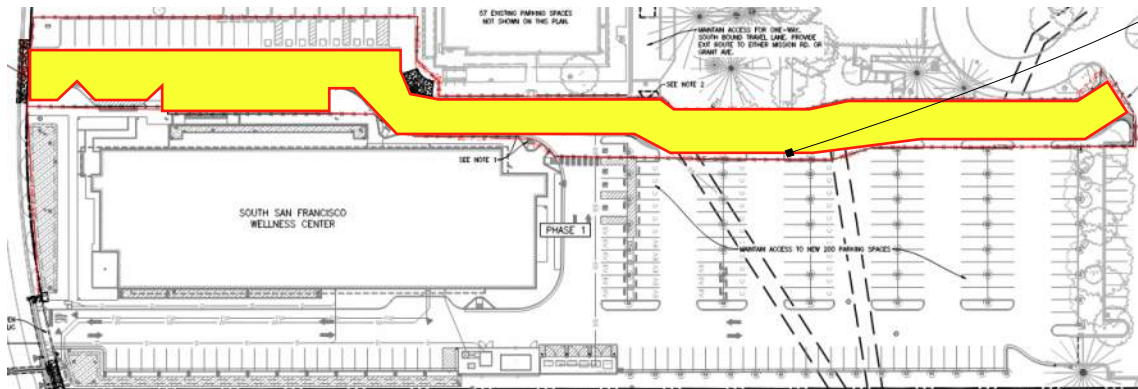 57 EXISTING PARKING SPACES
NOT SHOWN ON THIS PLAN.
MAINTAIN ACCESS FOR ONE-WAY,
SOUTH BOUND TRAVEL LANE. PROVIDE
EXIT ROUTE TO EITHER MISSION RD. OR
GRANT AVE.
SEE NOTE 2
SEE NOTE 1
SOUTH SAN FRANCISCO
WELLNESS CENTER
PHASE 1
MAINTAIN ACCESS TO NEW 200 PARKING SPACES